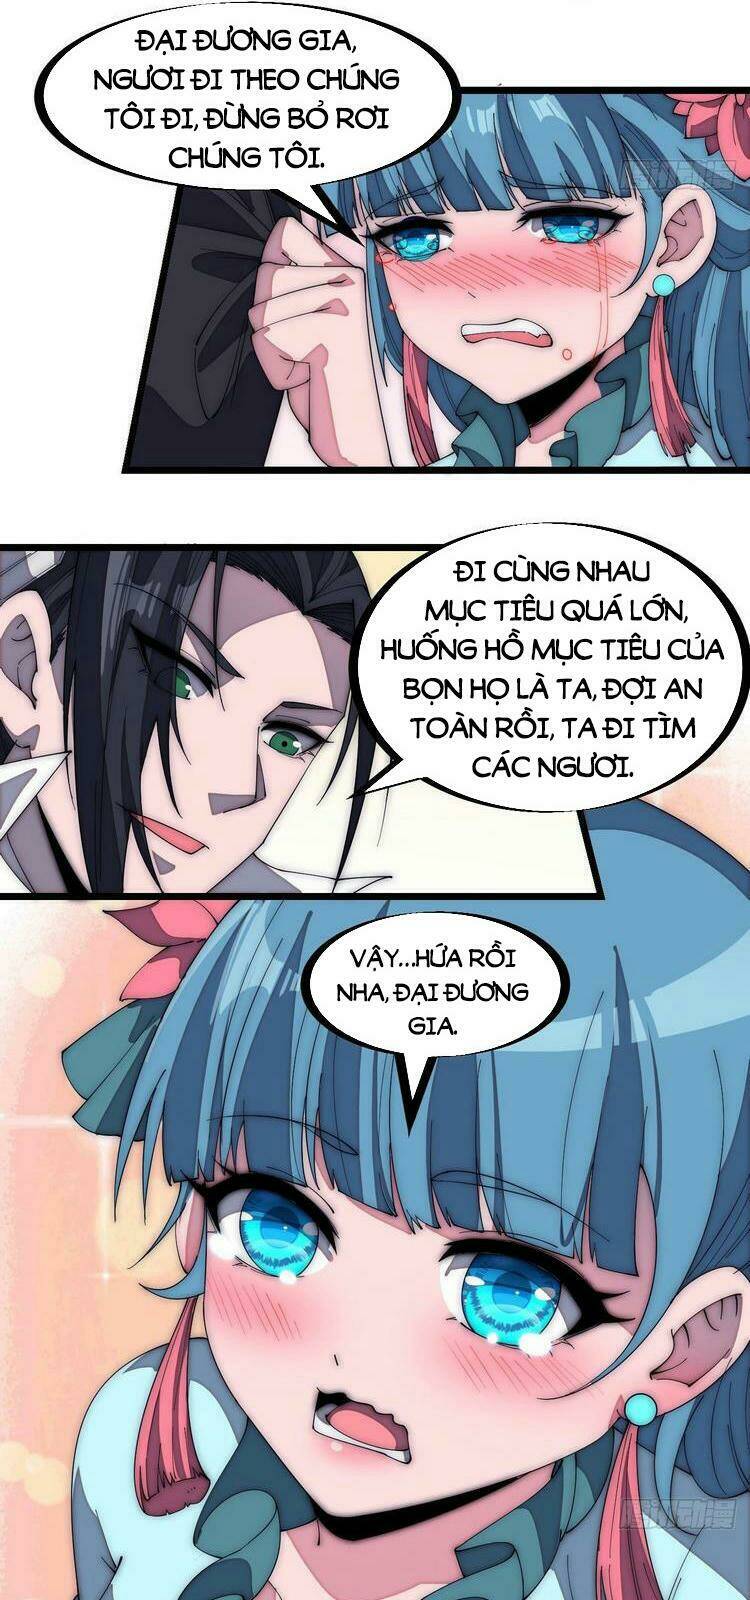 ĐẠI ĐƯƠNG GIA,
NGƯƠI ĐI THEO CHÚNG
TÔI ĐI, ĐỪNG BỎ RƠI
CHÚNG TÔI.
ĐI CÙNG NHAU
MỤC TIÊU QUÁ LỚN,
HUỐNG HỒ MỤC TIÊU CỦA
BỌN HỌ LÀ TA, ĐỢI AN
TOÀN RỒI, TA ĐI TÌM
CÁC NGƯƠI.
VẬY...HỨA RỒI
NHA, ĐẠI ĐƯƠNG
GIA.